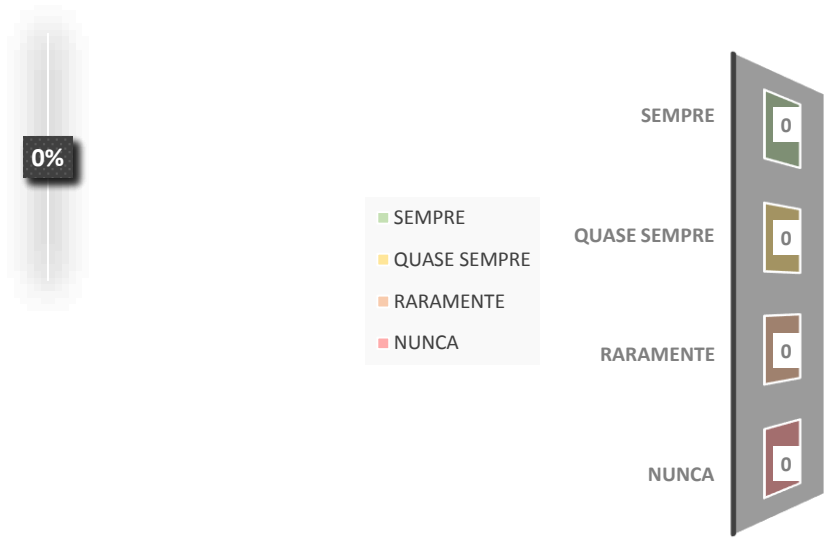 0%
SEMPRE
QUASE SEMPRE
RARAMENTE
NUNCA
SEMPRE 0
QUASE SEMPRE 0
RARAMENTE 0
NUNCA 0